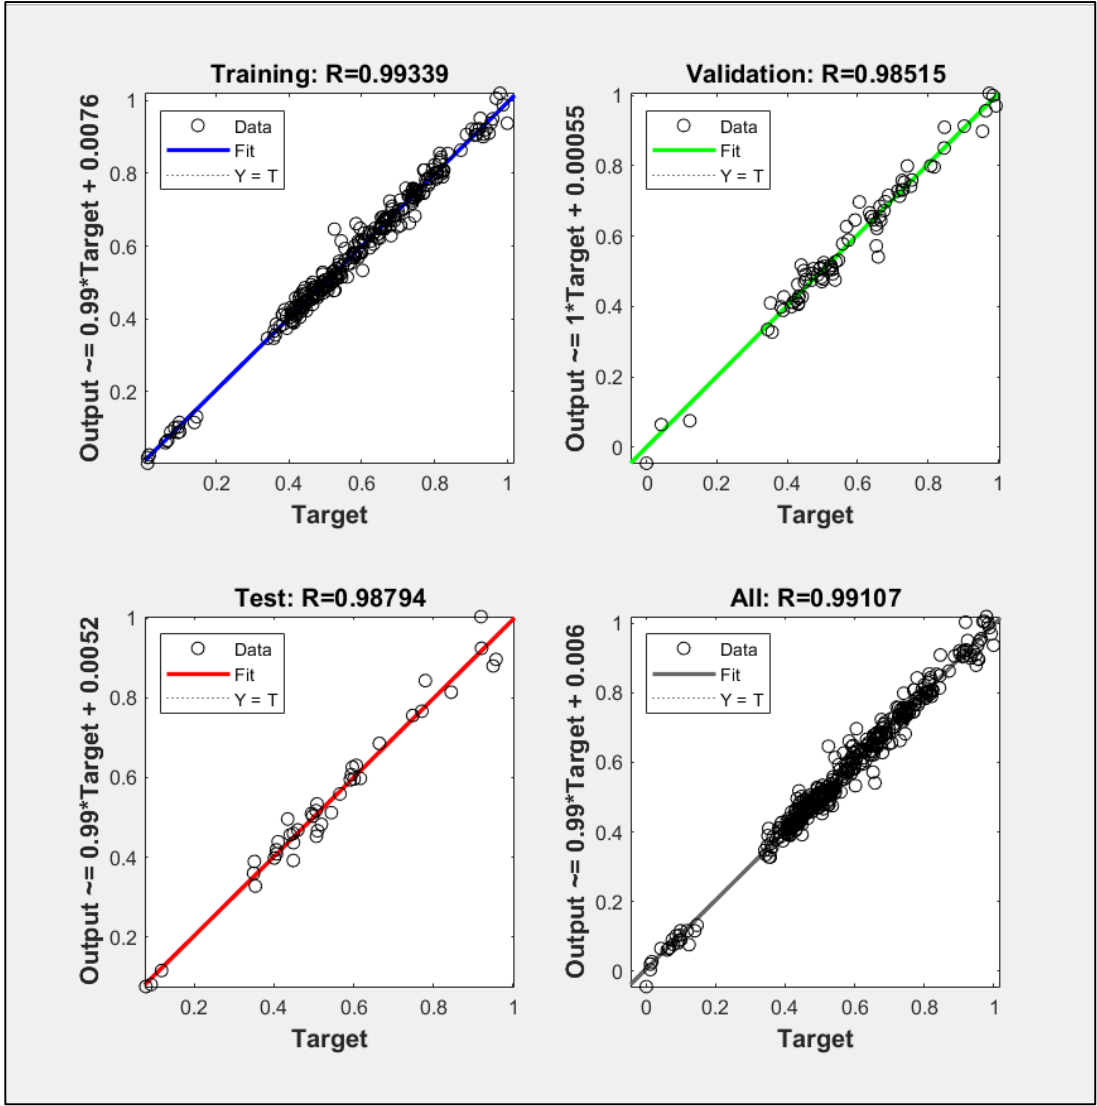 Training: R=0.99339
Output ~= 0.99*Target + 0.0076
1
0.8
0.6
0.4
0.2
Data
Fit
Y = T
0.2 0.4 0.6 0.8 1
Target
Validation: R=0.98515
Output ~= 1*Target + 0.00055
1
0.8
0.6
0.4
0.2
0
Data
Fit
Y = T
0 0.2 0.4 0.6 0.8 1
Target
Test: R=0.98794
Output ~= 0.99*Target + 0.0052
1
0.8
0.6
0.4
0.2
Data
Fit
Y = T
0.2 0.4 0.6 0.8 1
Target
All: R=0.99107
Output ~= 0.99*Target + 0.006
1
0.8
0.6
0.4
0.2
0
Data
Fit
Y = T
0 0.2 0.4 0.6 0.8 1
Target